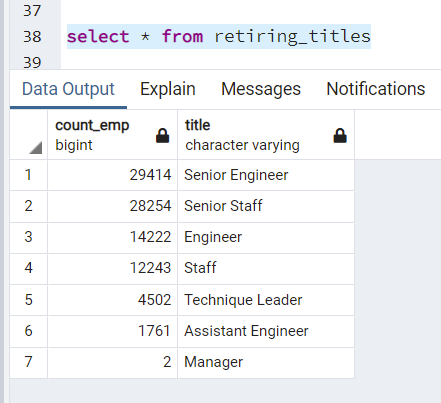 37
38 select * from retiring_titles
39
Data Output Explain Messages Notifications
count_emp title
bigint character varying
1 29414 Senior Engineer
2 28254 Senior Staff
3 14222 Engineer
4 12243 Staff
5 4502 Technique Leader
6 1761 Assistant Engineer
7 2 Manager